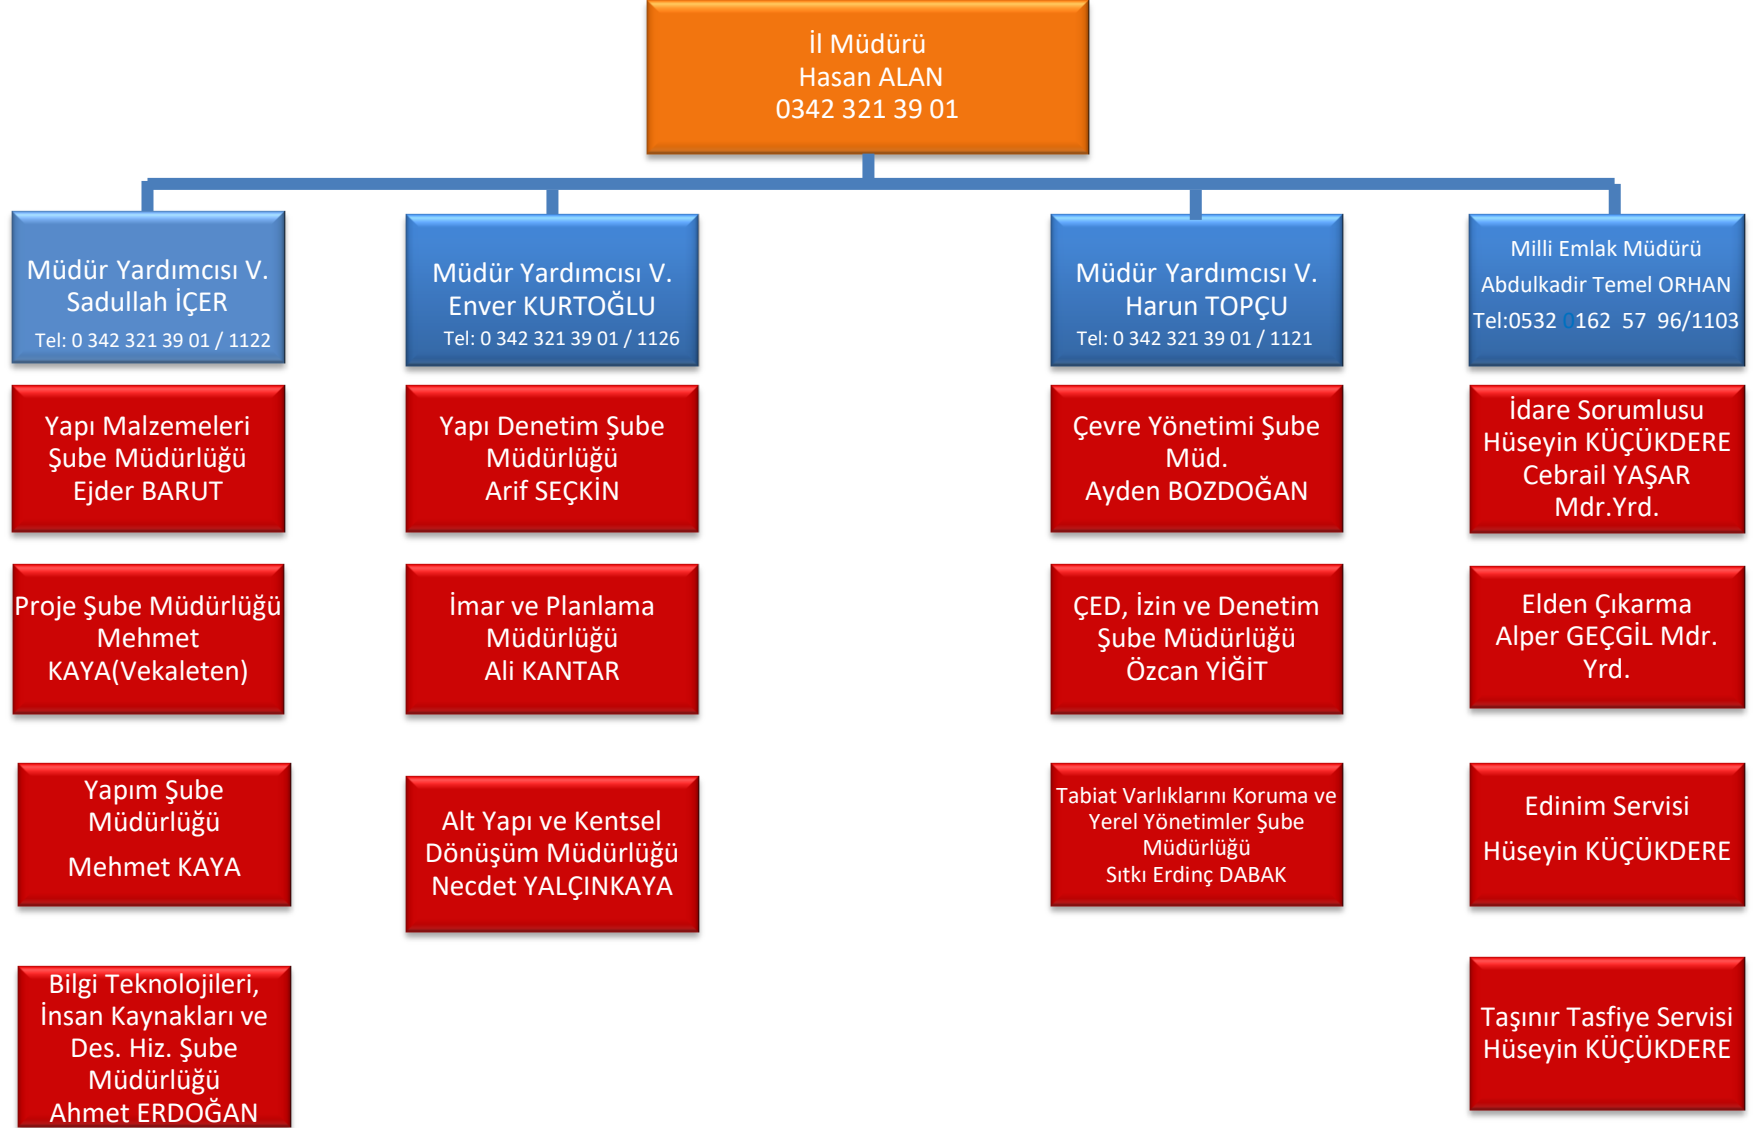 İl Müdürü
Hasan ALAN
0342 321 39 01
Müdür Yardımcısı V.
Sadullah İÇER
Tel: 0 342 321 39 01 / 1122
Müdür Yardımcısı V.
Enver KURTOĞLU
Tel: 0 342 321 39 01 / 1126
Müdür Yardımcısı V.
Harun TOPÇU
Tel: 0 342 321 39 01 / 1121
Milli Emlak Müdürü
Abdulkadir Temel ORHAN
Tel:0532 0162 57 96/1103
Yapı Malzemeleri
Şube Müdürlüğü
Ejder BARUT
Yapı Denetim Şube
Müdürlüğü
Arif SEÇKİN
Çevre Yönetimi Şube
Müd.
Ayden BOZDOĞAN
İdare Sorumlusu
Hüseyin KÜÇÜKDERE
Cebrail YAŞAR
Mdr.Yrd.
Proje Şube Müdürlüğü
Mehmet
KAYA(Vekaleten)
İmar ve Planlama
Müdürlüğü
Ali KANTAR
ÇED, İzin ve Denetim
Şube Müdürlüğü
Özcan YİĞİT
Elden Çıkarma
Alper GEÇGİL Mdr.
Yrd.
Yapım Şube
Müdürlüğü
Mehmet KAYA
Alt Yapı ve Kentsel
Dönüşüm Müdürlüğü
Necdet YALÇINKAYA
Tabiat Varlıklarını Koruma ve
Yerel Yönetimler Şube
Müdürlüğü
Sıtkı Erdinç DABAK
Edinim Servisi
Hüseyin KÜÇÜKDERE
Bilgi Teknolojileri,
İnsan Kaynakları ve
Des. Hiz. Şube
Müdürlüğü
Ahmet ERDOĞAN
Taşınır Tasfiye Servisi
Hüseyin KÜÇÜKDERE